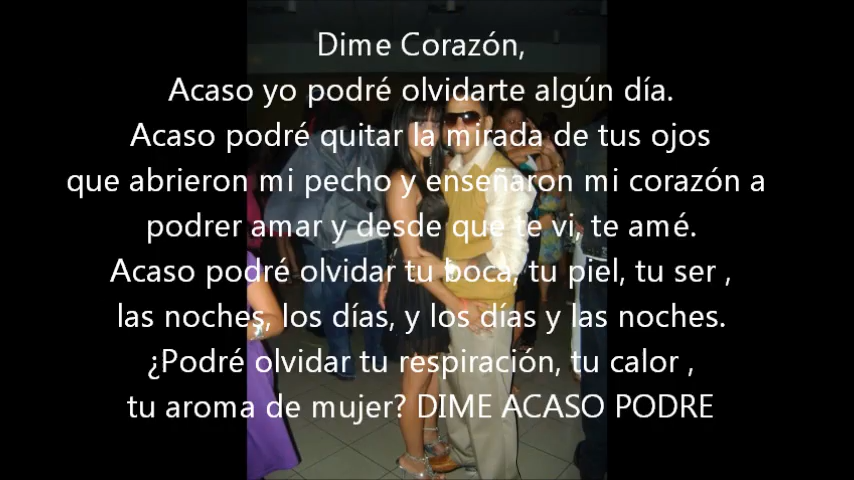 Dime Corazón,
Acaso yo podré olvidarte algún día.
Acaso podré quitar la mirada de tus ojos
que abrieron mi pecho y enseñaron mi corazón a
podrer amar y desde que te vi, te amé.
Acaso podré olvidar tu boca, tu piel, tu ser ,
las noches, los días, y los días y las noches.
¿Podré olvidar tu respiración, tu calor ,
tu aroma de mujer? DIME ACASO PODRE